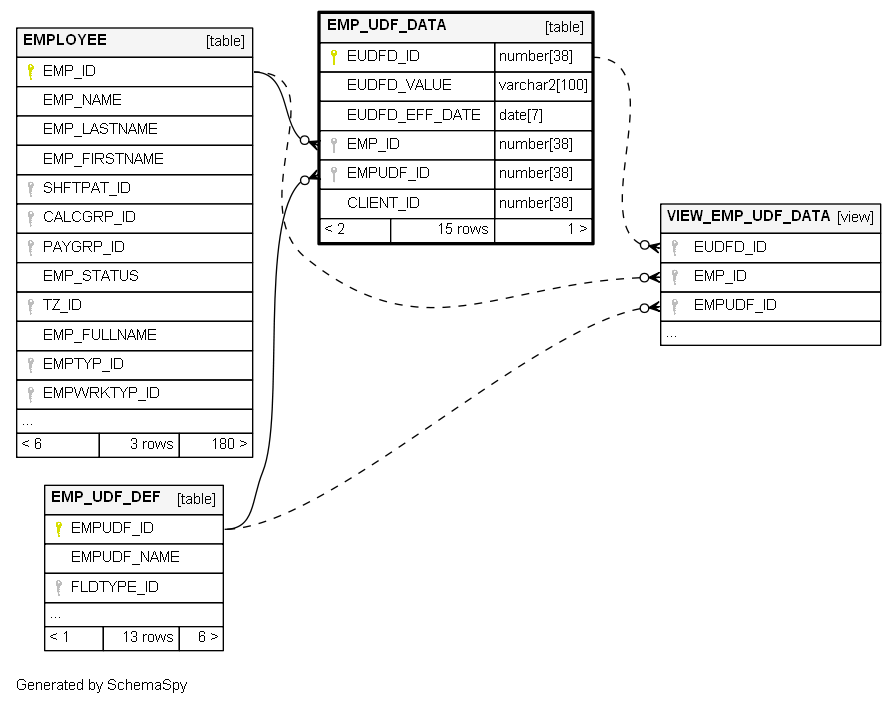 EMPLOYEE [table]
EMP_ID
EMP_NAME
EMP_LASTNAME
EMP_FIRSTNAME
SHFTPAT_ID
CALCGRP_ID
PAYGRP_ID
EMP_STATUS
TZ_ID
EMP_FULLNAME
EMPTYP_ID
EMPWRKTYP_ID
...
< 6 3 rows 180 >
EMP_UDF_DATA [table]
EUDFD_ID number[38]
EUDFD_VALUE varchar2[100]
EUDFD_EFF_DATE date[7]
EMP_ID number[38]
EMPUDF_ID number[38]
CLIENT_ID number[38]
< 2 15 rows 1 >
VIEW_EMP_UDF_DATA [view]
EUDFD_ID
EMP_ID
EMPUDF_ID
...
EMP_UDF_DEF [table]
EMPUDF_ID
EMPUDF_NAME
FLDTYPE_ID
...
< 1 13 rows 6 >
Generated by SchemaSpy